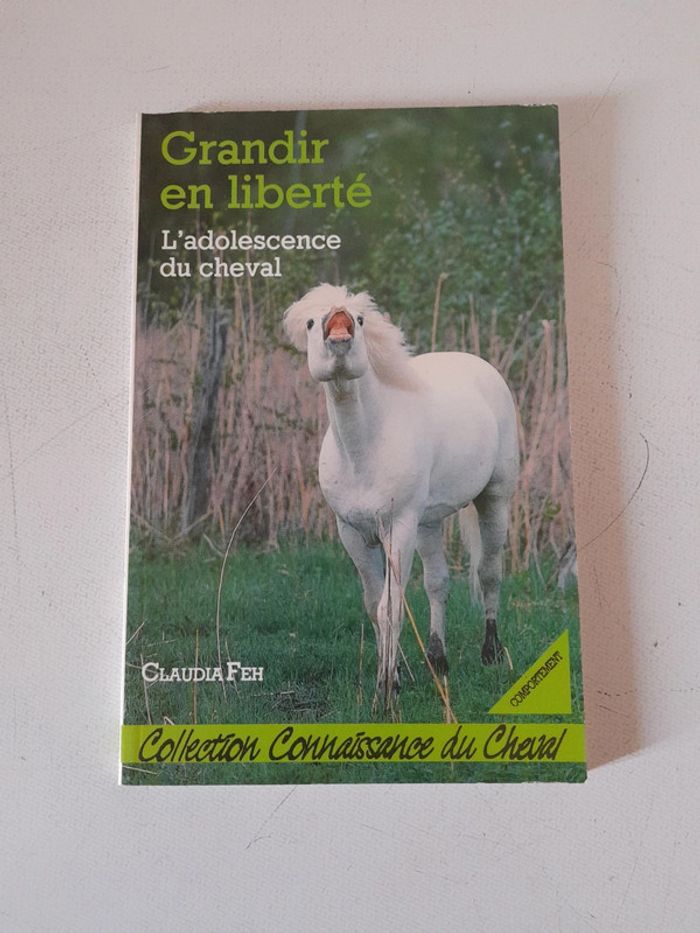 Grandir
en liberté
L'adolescence
du cheval
CLAUDIA FEH
COMPORTEMENT
Collection Connaissance du Cheval